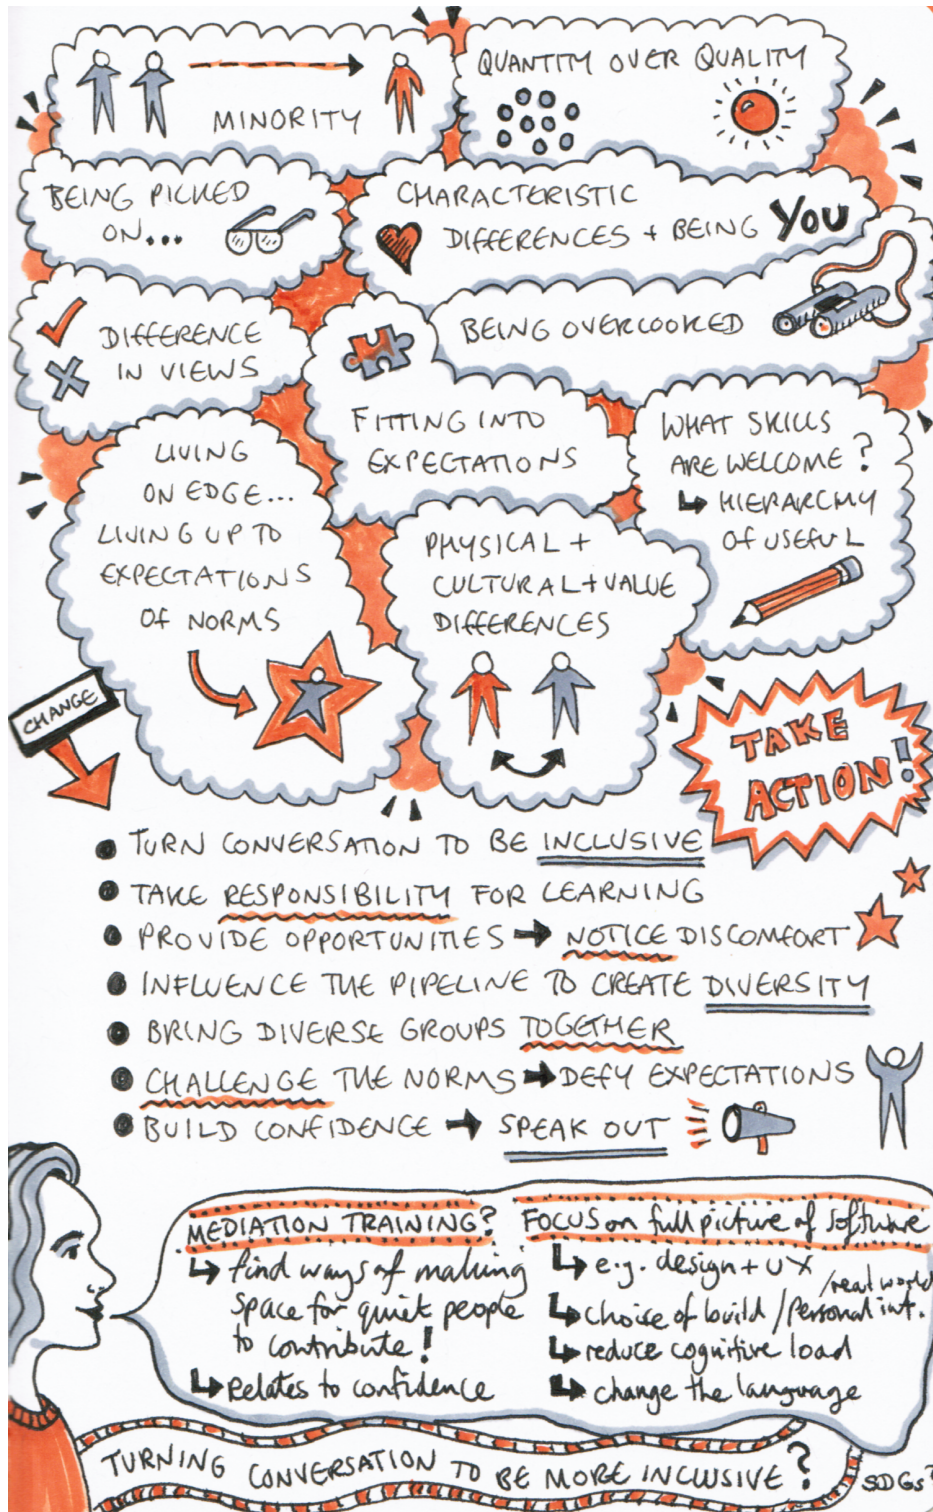 MINORITY
QUANTITY OVER QUALITY
BEING PICKED
ON...
CHARACTERISTIC
DIFFERENCES + BEING YOU
DIFFERENCE
IN VIEWS
BEING OVERLOOKED
FITTING INTO
EXPECTATIONS
WHAT SKILLS
ARE WELCOME?
HIERARCHY
OF USEFUL
LIVING
ON EDGE...
LIVING UP TO
EXPECTATIONS
OF NORMS
PHYSICAL +
CULTURAL + VALUE
DIFFERENCES
CHANGE
TAKE
ACTION!
TURN CONVERSATION TO BE INCLUSIVE
TAKE RESPONSIBILITY FOR LEARNING
PROVIDE OPPORTUNITIES → NOTICE DISCOMFORT
INFLUENCE THE PIPELINE TO CREATE DIVERSITY
BRING DIVERSE GROUPS TOGETHER
CHALLENGE THE NORMS → DEFY EXPECTATIONS
BUILD CONFIDENCE → SPEAK OUT
MEDIATION TRAINING?
find ways of making
space for quiet people
to contribute!
relates to confidence
FOCUS on full picture of software
e.g. design + UX
choice of build / personal int. / real world
reduce cognitive load
change the language
TURNING CONVERSATION TO BE MORE INCLUSIVE?
SDGs?